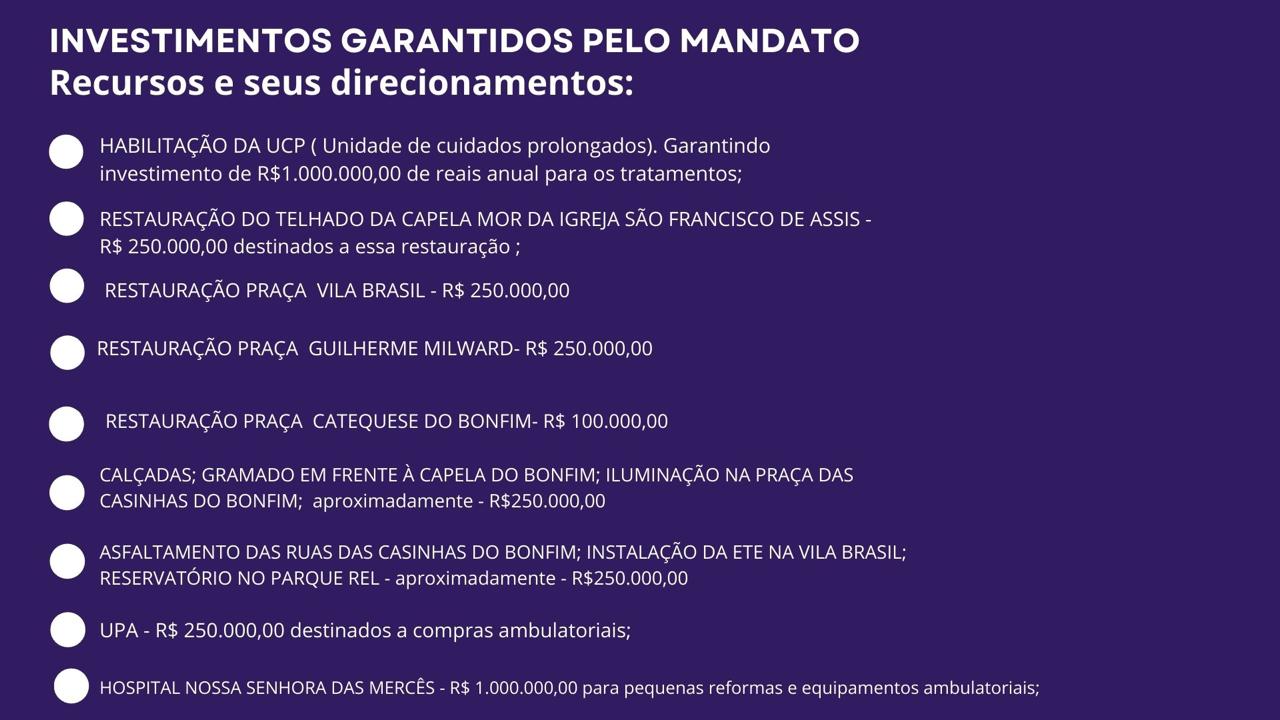 INVESTIMENTOS GARANTIDOS PELO MANDATO
Recursos e seus direcionamentos:
HABILITAÇÃO DA UCP ( Unidade de cuidados prolongados). Garantindo
investimento de R$1.000.000,00 de reais anual para os tratamentos;
RESTAURAÇÃO DO TELHADO DA CAPELA MOR DA IGREJA SÃO FRANCISCO DE ASSIS -
R$ 250.000,00 destinados a essa restauração ;
RESTAURAÇÃO PRAÇA  VILA BRASIL - R$ 250.000,00
RESTAURAÇÃO PRAÇA  GUILHERME MILWARD- R$ 250.000,00
RESTAURAÇÃO PRAÇA  CATEQUESE DO BONFIM- R$ 100.000,00
CALÇADAS; GRAMADO EM FRENTE À CAPELA DO BONFIM; ILUMINAÇÃO NA PRAÇA DAS
CASINHAS DO BONFIM;  aproximadamente - R$250.000,00
ASFALTAMENTO DAS RUAS DAS CASINHAS DO BONFIM; INSTALAÇÃO DA ETE NA VILA BRASIL;
RESERVATÓRIO NO PARQUE REL - aproximadamente - R$250.000,00
UPA - R$ 250.000,00 destinados a compras ambulatoriais;
HOSPITAL NOSSA SENHORA DAS MERCÊS - R$ 1.000.000,00 para pequenas reformas e equipamentos ambulatoriais;